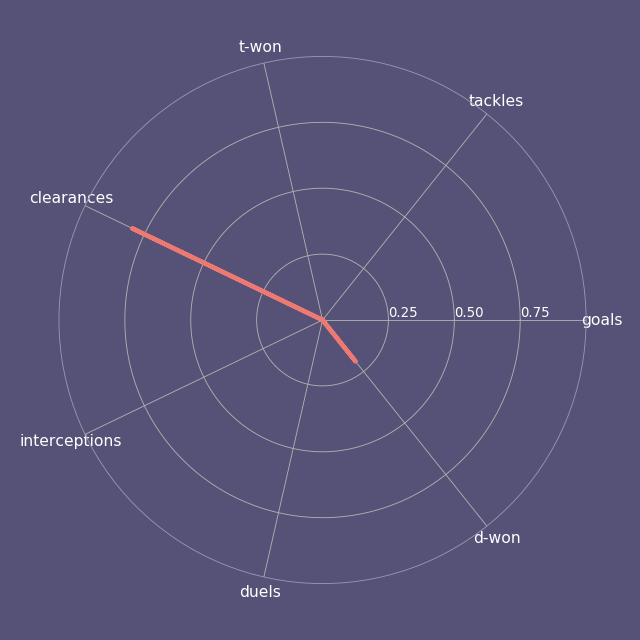 t-won
tackles
clearances
0.25 0.50 0.75
goals
interceptions
d-won
duels